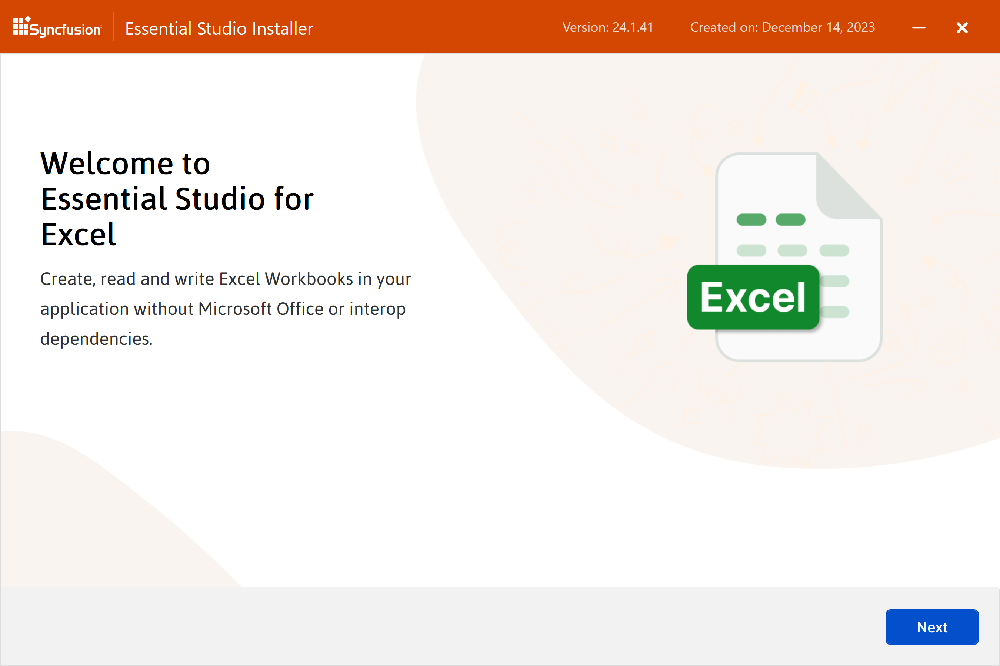 Syncfusion Essential Studio Installer Version: 24.1.41 Created on: December 14, 2023
Welcome to
Essential Studio for
Excel
Create, read and write Excel Workbooks in your
application without Microsoft Office or interop
dependencies.
Excel
Next